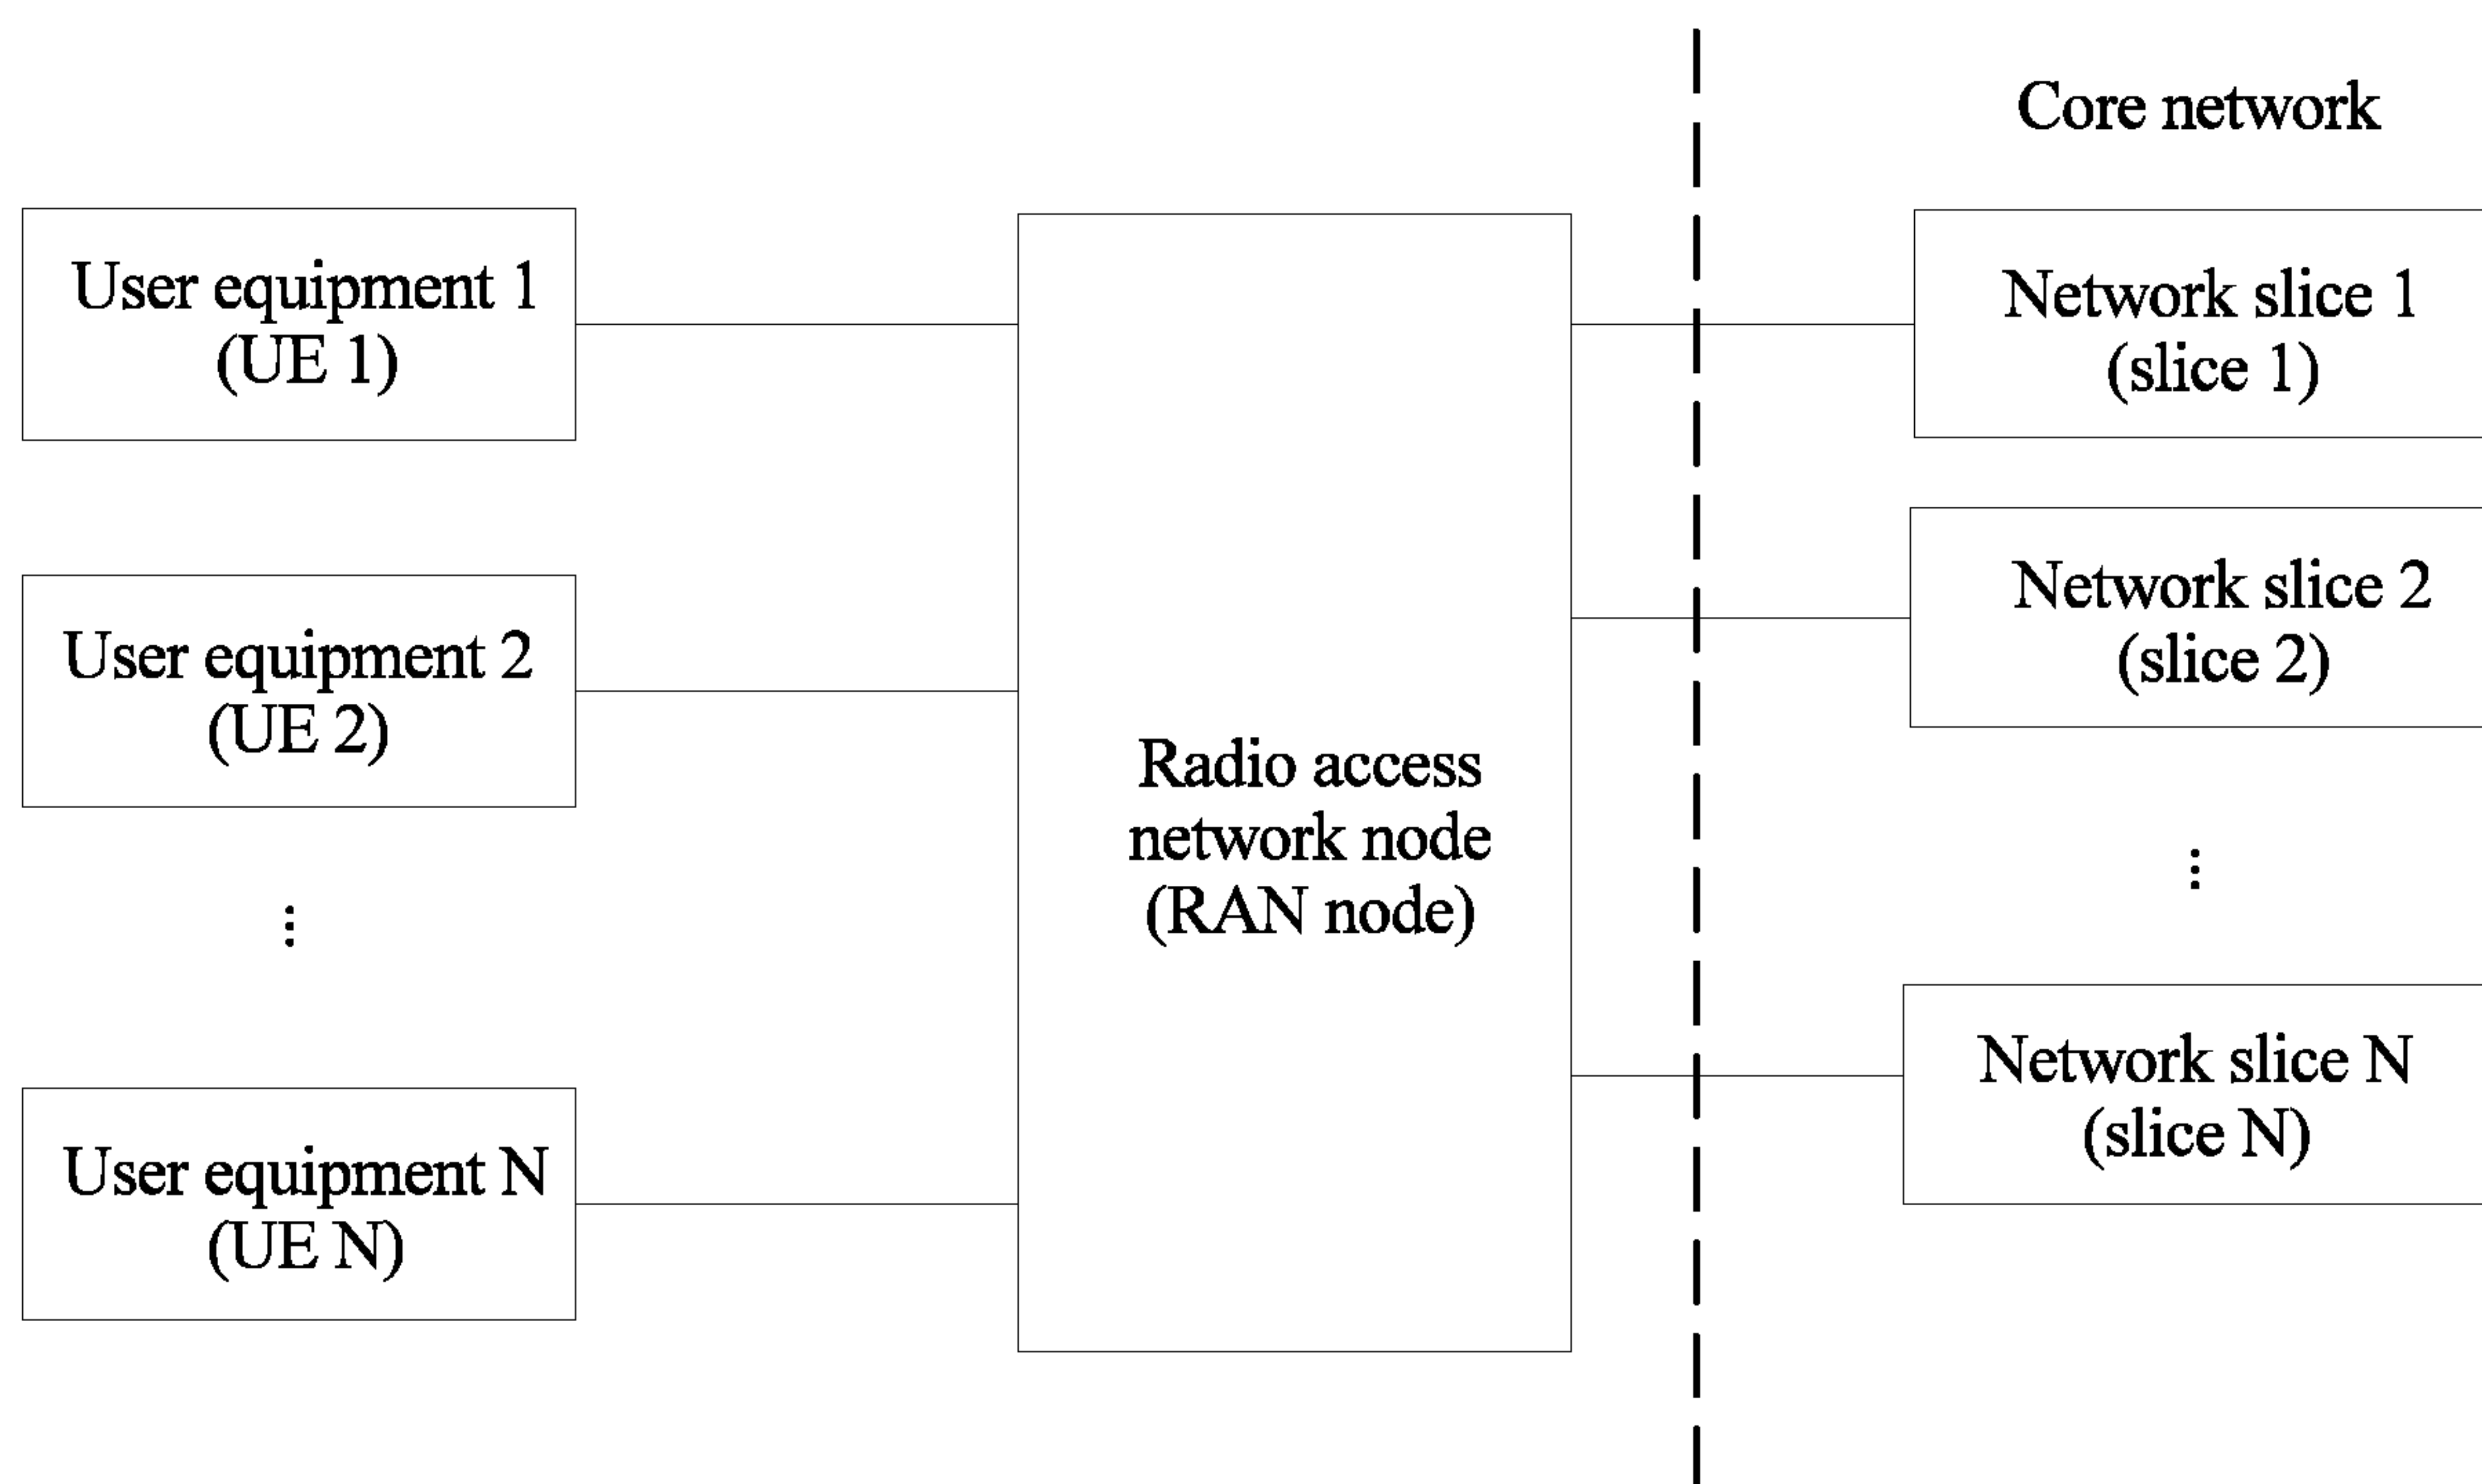 Core network
User equipment 1
(UE 1)
User equipment 2
(UE 2)
⋮
User equipment N
(UE N)
Radio access
network node
(RAN node)
Network slice 1
(slice 1)
Network slice 2
(slice 2)
⋮
Network slice N
(slice N)